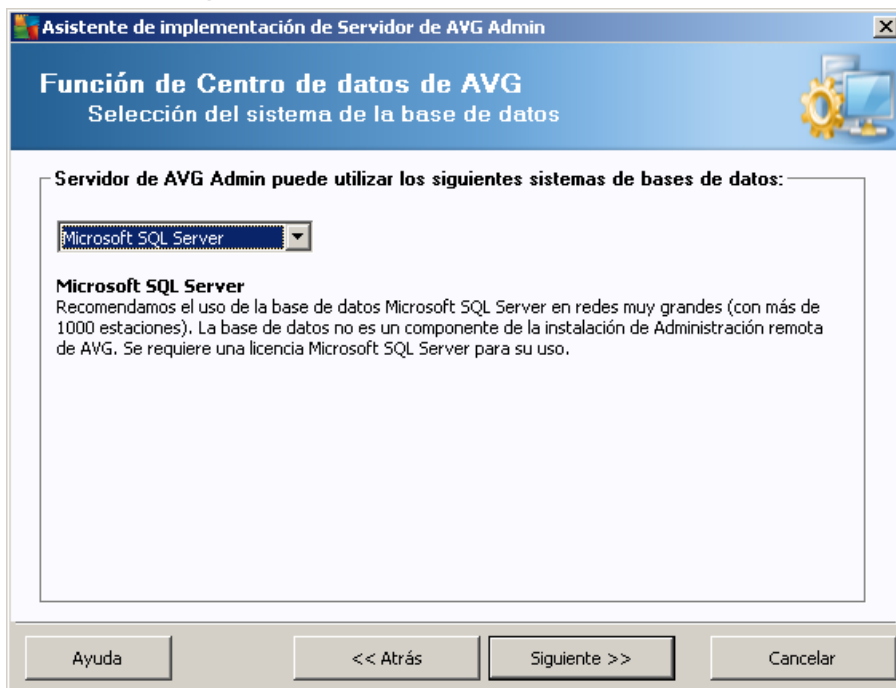 Asistente de implementación de Servidor de AVG Admin
Función de Centro de datos de AVG
Selección del sistema de la base de datos
Servidor de AVG Admin puede utilizar los siguientes sistemas de bases de datos:
Microsoft SQL Server
Microsoft SQL Server
Recomendamos el uso de la base de datos Microsoft SQL Server en redes muy grandes (con más de
1000 estaciones). La base de datos no es un componente de la instalación de Administración remota
de AVG. Se requiere una licencia Microsoft SQL Server para su uso.
Ayuda
<< Atrás
Siguiente >>
Cancelar